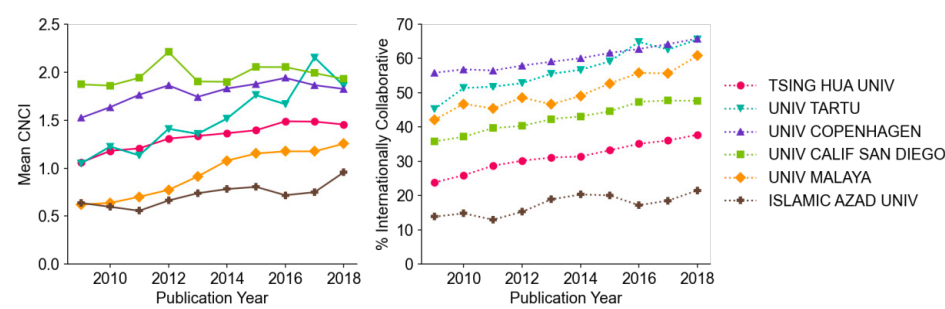 2.5
2.0
1.5
1.0
0.5
0.0
Mean CNCI
2010 2012 2014 2016 2018
Publication Year
70
60
50
40
30
20
10
0
% Internationally Collaborative
2010 2012 2014 2016 2018
Publication Year
TSING HUA UNIV
UNIV TARTU
UNIV COPENHAGEN
UNIV CALIF SAN DIEGO
UNIV MALAYA
ISLAMIC AZAD UNIV